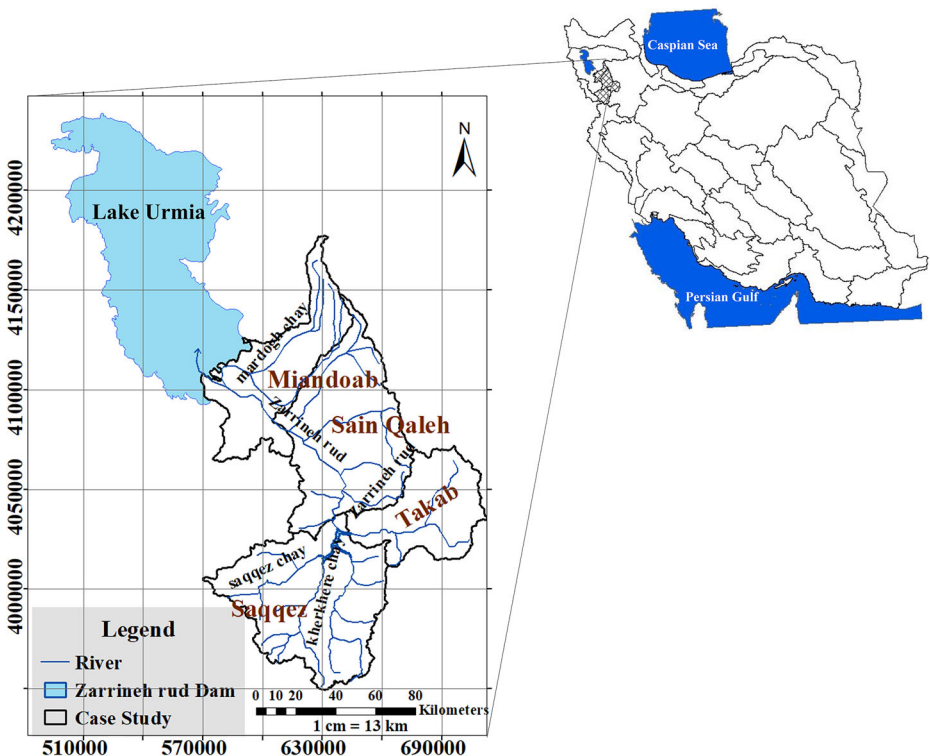 Caspian Sea
Persian Gulf
N
Lake Urmia
mardogh chay
Miandoab
Zarrineh rud
Sain Qaleh
Zarrineh rud
Takab
saqqez chay
kherkhere chay
Saqqez
4200000
4150000
4100000
4050000
4000000
Legend
River
Zarrineh rud Dam
Case Study
0 10 20 40 60 80
Kilometers
1 cm = 13 km
510000 570000 630000 690000